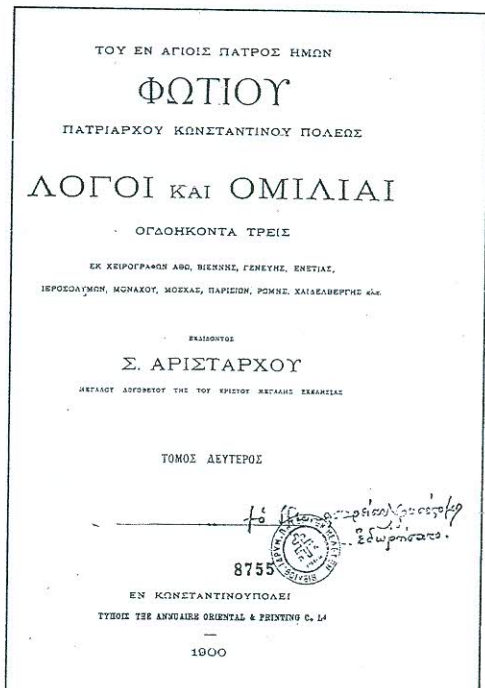 ΤΟΥ ΕΝ ΑΓΙΟΙΣ ΠΑΤΡΟΣ ΗΜΩΝ
ΦΩΤΙΟΥ
ΠΑΤΡΙΑΡΧΟΥ ΚΩΝΣΤΑΝΤΙΝΟΥ ΠΟΛΕΩΣ
ΛΟΓΟΙ ΚΑΙ ΟΜΙΛΙΑΙ
ΟΓΔΟΗΚΟΝΤΑ ΤΡΕΙΣ
ΕΚ ΧΕΙΡΟΓΡΑΦΩΝ ΑΘΩ, ΒΙΕΝΝΗΣ, ΓΕΝΕΥΗΣ, ΕΝΕΤΙΑΣ,
ΙΕΡΟΣΟΛΥΜΩΝ, ΜΟΝΑΧΟΥ, ΜΟΣΧΑΣ, ΠΑΡΙΣΙΩΝ, ΡΩΜΗΣ, ΧΑΙΔΕΛΒΕΡΓΗΣ κλπ.
ΕΚΔΙΔΟΝΤΟΣ
Σ. ΑΡΙΣΤΑΡΧΟΥ
ΜΕΓΑΛΟΥ ΛΟΓΟΘΕΤΟΥ ΤΗΣ ΤΟΥ ΧΡΙΣΤΟΥ ΜΕΓΑΛΗΣ ΕΚΚΛΗΣΙΑΣ
ΤΟΜΟΣ ΔΕΥΤΕΡΟΣ
ἐδωρήσατο.
8755
ΕΝ ΚΩΝΣΤΑΝΤΙΝΟΥΠΟΛΕΙ
ΤΥΠΟΙΣ THE ANNUAIRE ORIENTAL & PRINTING C. Ld
1900